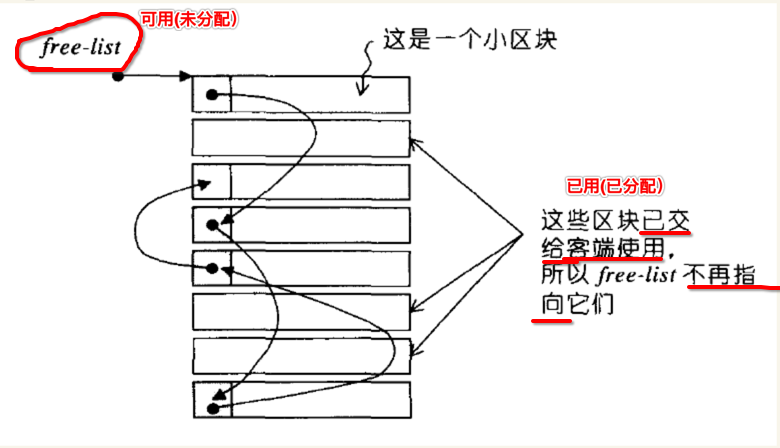 可用(未分配)
free-list
这是一个小区块
已用(已分配)
这些区块已交
给客端使用,
所以 free-list 不再指
向它们